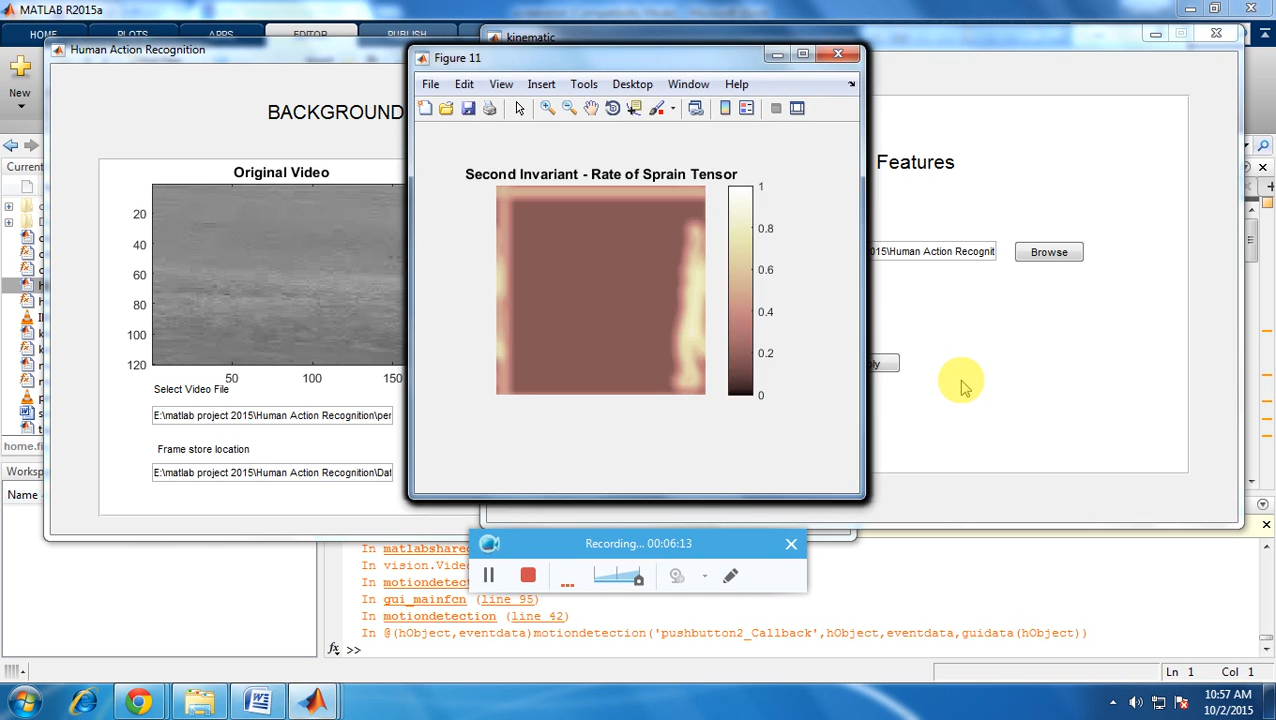 MATLAB R2015a
HOME PLOTS APPS EDITOR PUBLISH
Human Action Recognition
kinematic
Figure 11
File Edit View Insert Tools Desktop Window Help
New
BACKGROUND
Features
Original Video
Second Invariant - Rate of Sprain Tensor
Current
20
40
60
80
100
120
50 100 150
1
0.8
0.6
0.4
0.2
0
015\Human Action Recognit
Browse
Select Video File
E:\matlab project 2015\Human Action Recognition\per
Frame store location
E:\matlab project 2015\Human Action Recognition\Dat
home.fi
Workspa
Name
Recording... 00:06:13
In matlabshared
In vision.Video
In motiondetect
In gui_mainfcn (line 95)
In motiondetection (line 42)
In @(hObject,eventdata)motiondetection('pushbutton2_Callback',hObject,eventdata,guidata(hObject))
fx >>
Ln 1 Col 1
10:57 AM
10/2/2015